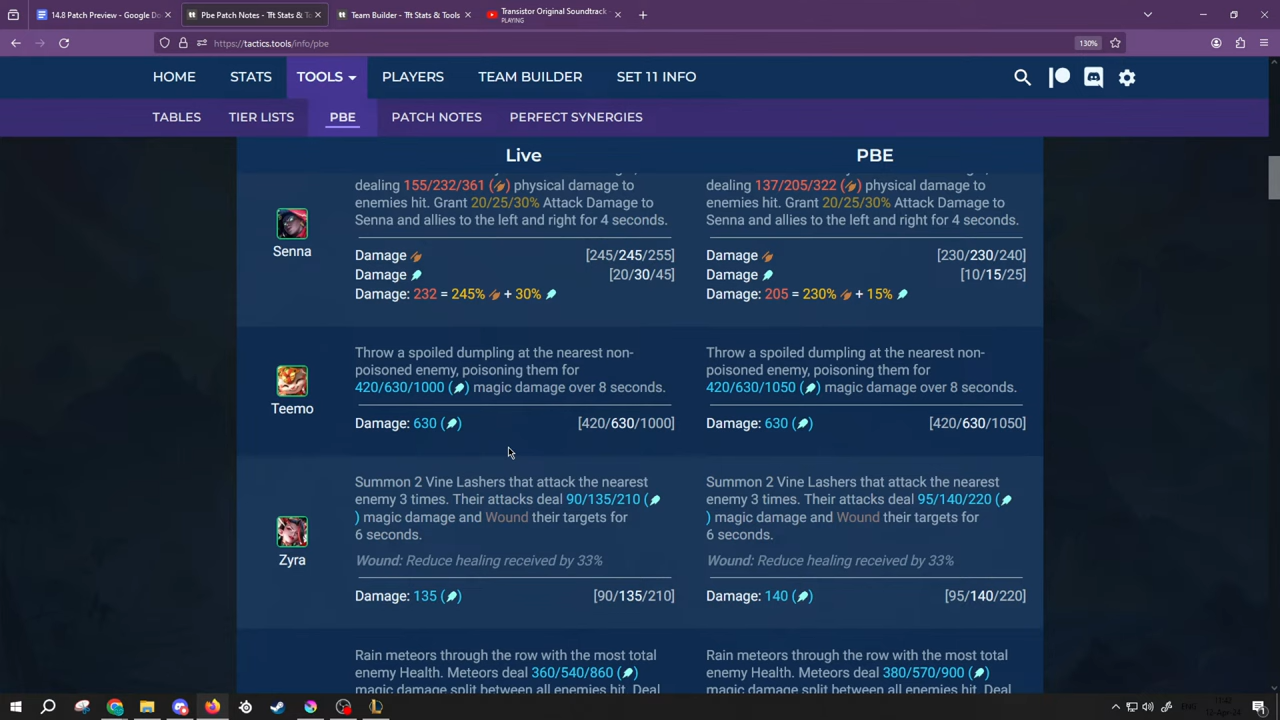 14.8 Patch Preview - Google Do
Pbe Patch Notes - Tft Stats & To
Team Builder - Tft Stats & Tools
Transistor Original Soundtrack
PLAYING
https://tactics.tools/info/pbe
130%
HOME
STATS
TOOLS
PLAYERS
TEAM BUILDER
SET 11 INFO
TABLES
TIER LISTS
PBE
PATCH NOTES
PERFECT SYNERGIES
Live
PBE
Senna
dealing 155/232/361 ( ) physical damage to
enemies hit. Grant 20/25/30% Attack Damage to
Senna and allies to the left and right for 4 seconds.
Damage [245/245/255]
Damage [20/30/45]
Damage: 232 = 245% + 30%
dealing 137/205/322 ( ) physical damage to
enemies hit. Grant 20/25/30% Attack Damage to
Senna and allies to the left and right for 4 seconds.
Damage [230/230/240]
Damage [10/15/25]
Damage: 205 = 230% + 15%
Teemo
Throw a spoiled dumpling at the nearest non-
poisoned enemy, poisoning them for
420/630/1000 ( ) magic damage over 8 seconds.
Damage: 630 ( ) [420/630/1000]
Throw a spoiled dumpling at the nearest non-
poisoned enemy, poisoning them for
420/630/1050 ( ) magic damage over 8 seconds.
Damage: 630 ( ) [420/630/1050]
Zyra
Summon 2 Vine Lashers that attack the nearest
enemy 3 times. Their attacks deal 90/135/210 (
) magic damage and Wound their targets for
6 seconds.
Wound: Reduce healing received by 33%
Damage: 135 ( ) [90/135/210]
Summon 2 Vine Lashers that attack the nearest
enemy 3 times. Their attacks deal 95/140/220 (
) magic damage and Wound their targets for
6 seconds.
Wound: Reduce healing received by 33%
Damage: 140 ( ) [95/140/220]
Rain meteors through the row with the most total
enemy Health. Meteors deal 360/540/860 ( )
magic damage split between all enemies hit. Deal
Rain meteors through the row with the most total
enemy Health. Meteors deal 380/570/900 ( )
magic damage split between all enemies hit. Deal
ENG